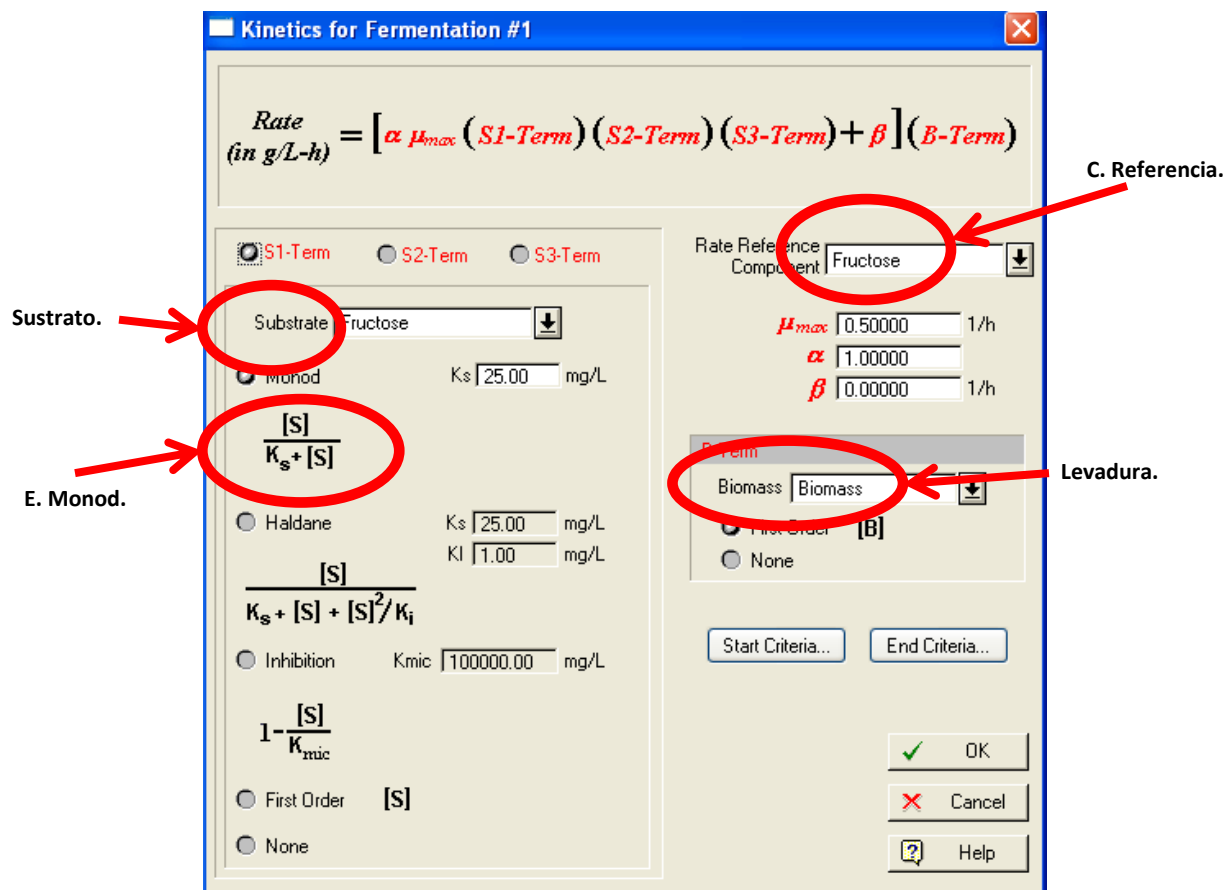 Kinetics for Fermentation #1
Rate (in g/L-h) = [α μmax (S1-Term) (S2-Term) (S3-Term) + β] (B-Term)
C. Referencia.
S1-Term S2-Term S3-Term
Rate Reference Component Fructose
Sustrato.
Substrate Fructose
μmax 0.50000 1/h
α 1.00000
β 0.00000 1/h
Monod Ks 25.00 mg/L
[S] / Ks + [S]
E. Monod.
B-Term
Biomass Biomass
Levadura.
First Order [B]
None
Haldane Ks 25.00 mg/L
KI 1.00 mg/L
[S] / Ks + [S] + [S]²/Ki
Inhibition Kmic 100000.00 mg/L
1- [S] / Kmic
Start Criteria... End Criteria...
First Order [S]
None
OK
Cancel
Help